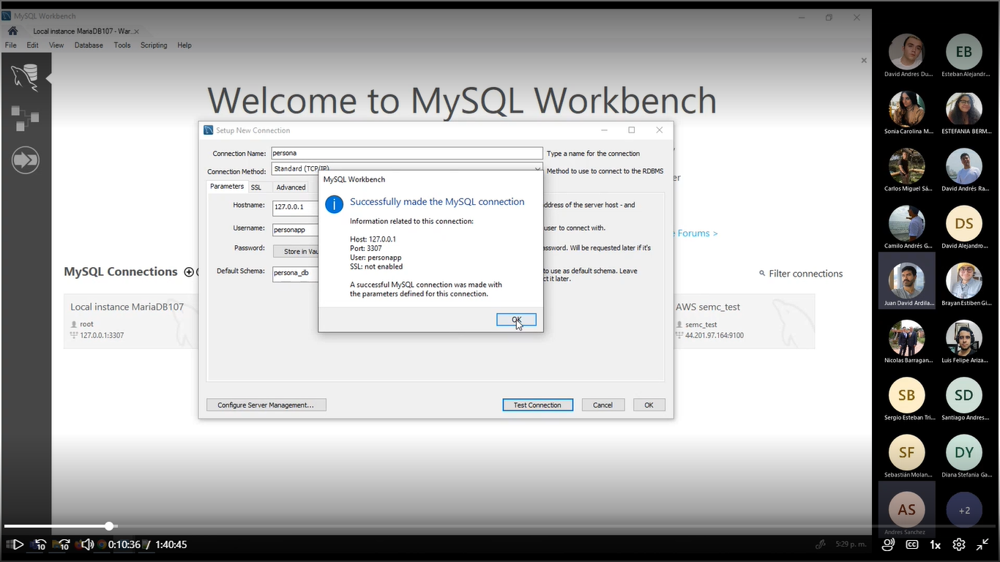 MySQL Workbench
Local instance MariaDB107 - War...
File Edit View Database Tools Scripting Help
Welcome to MySQL Workbench
Setup New Connection
Connection Name: persona Type a name for the connection
Connection Method: Standard (TCP/IP) Method to use to connect to the RDBMS
Parameters SSL Advanced
Hostname: 127.0.0.1
address of the server host - and
Username: personapp
user to connect with.
Password: Store in Vau
password. Will be requested later if it's
Default Schema: persona_db
to use as default schema. Leave
ct it later.
MySQL Workbench
Successfully made the MySQL connection
Information related to this connection:
Host: 127.0.0.1
Port: 3307
User: personapp
SSL: not enabled
A successful MySQL connection was made with
the parameters defined for this connection.
OK
Configure Server Management...
Test Connection Cancel OK
er
e Forums >
MySQL Connections
Filter connections
Local instance MariaDB107
root
127.0.0.1:3307
AWS semc_test
semc_test
44.201.97.164:9100
EB
David Andres Du... Esteban Alejandr...
Sonia Carolina M... ESTEFANIA BERM...
Carlos Miguel Sá... David Andrés Ra...
DS
Camilo Andrés G... David Alejandro...
Juan David Ardila... Brayan Estiben Gi...
Nicolas Barragan... Luis Felipe Ariza...
SB SD
Sergio Esteban Tri... Santiago Andres...
SF DY
Sebastián Molan... Diana Stefania Ga...
AS +2
Andres Sanchez
10 10 0:10:36 / 1:40:45
5:29 p. m.
CC 1x